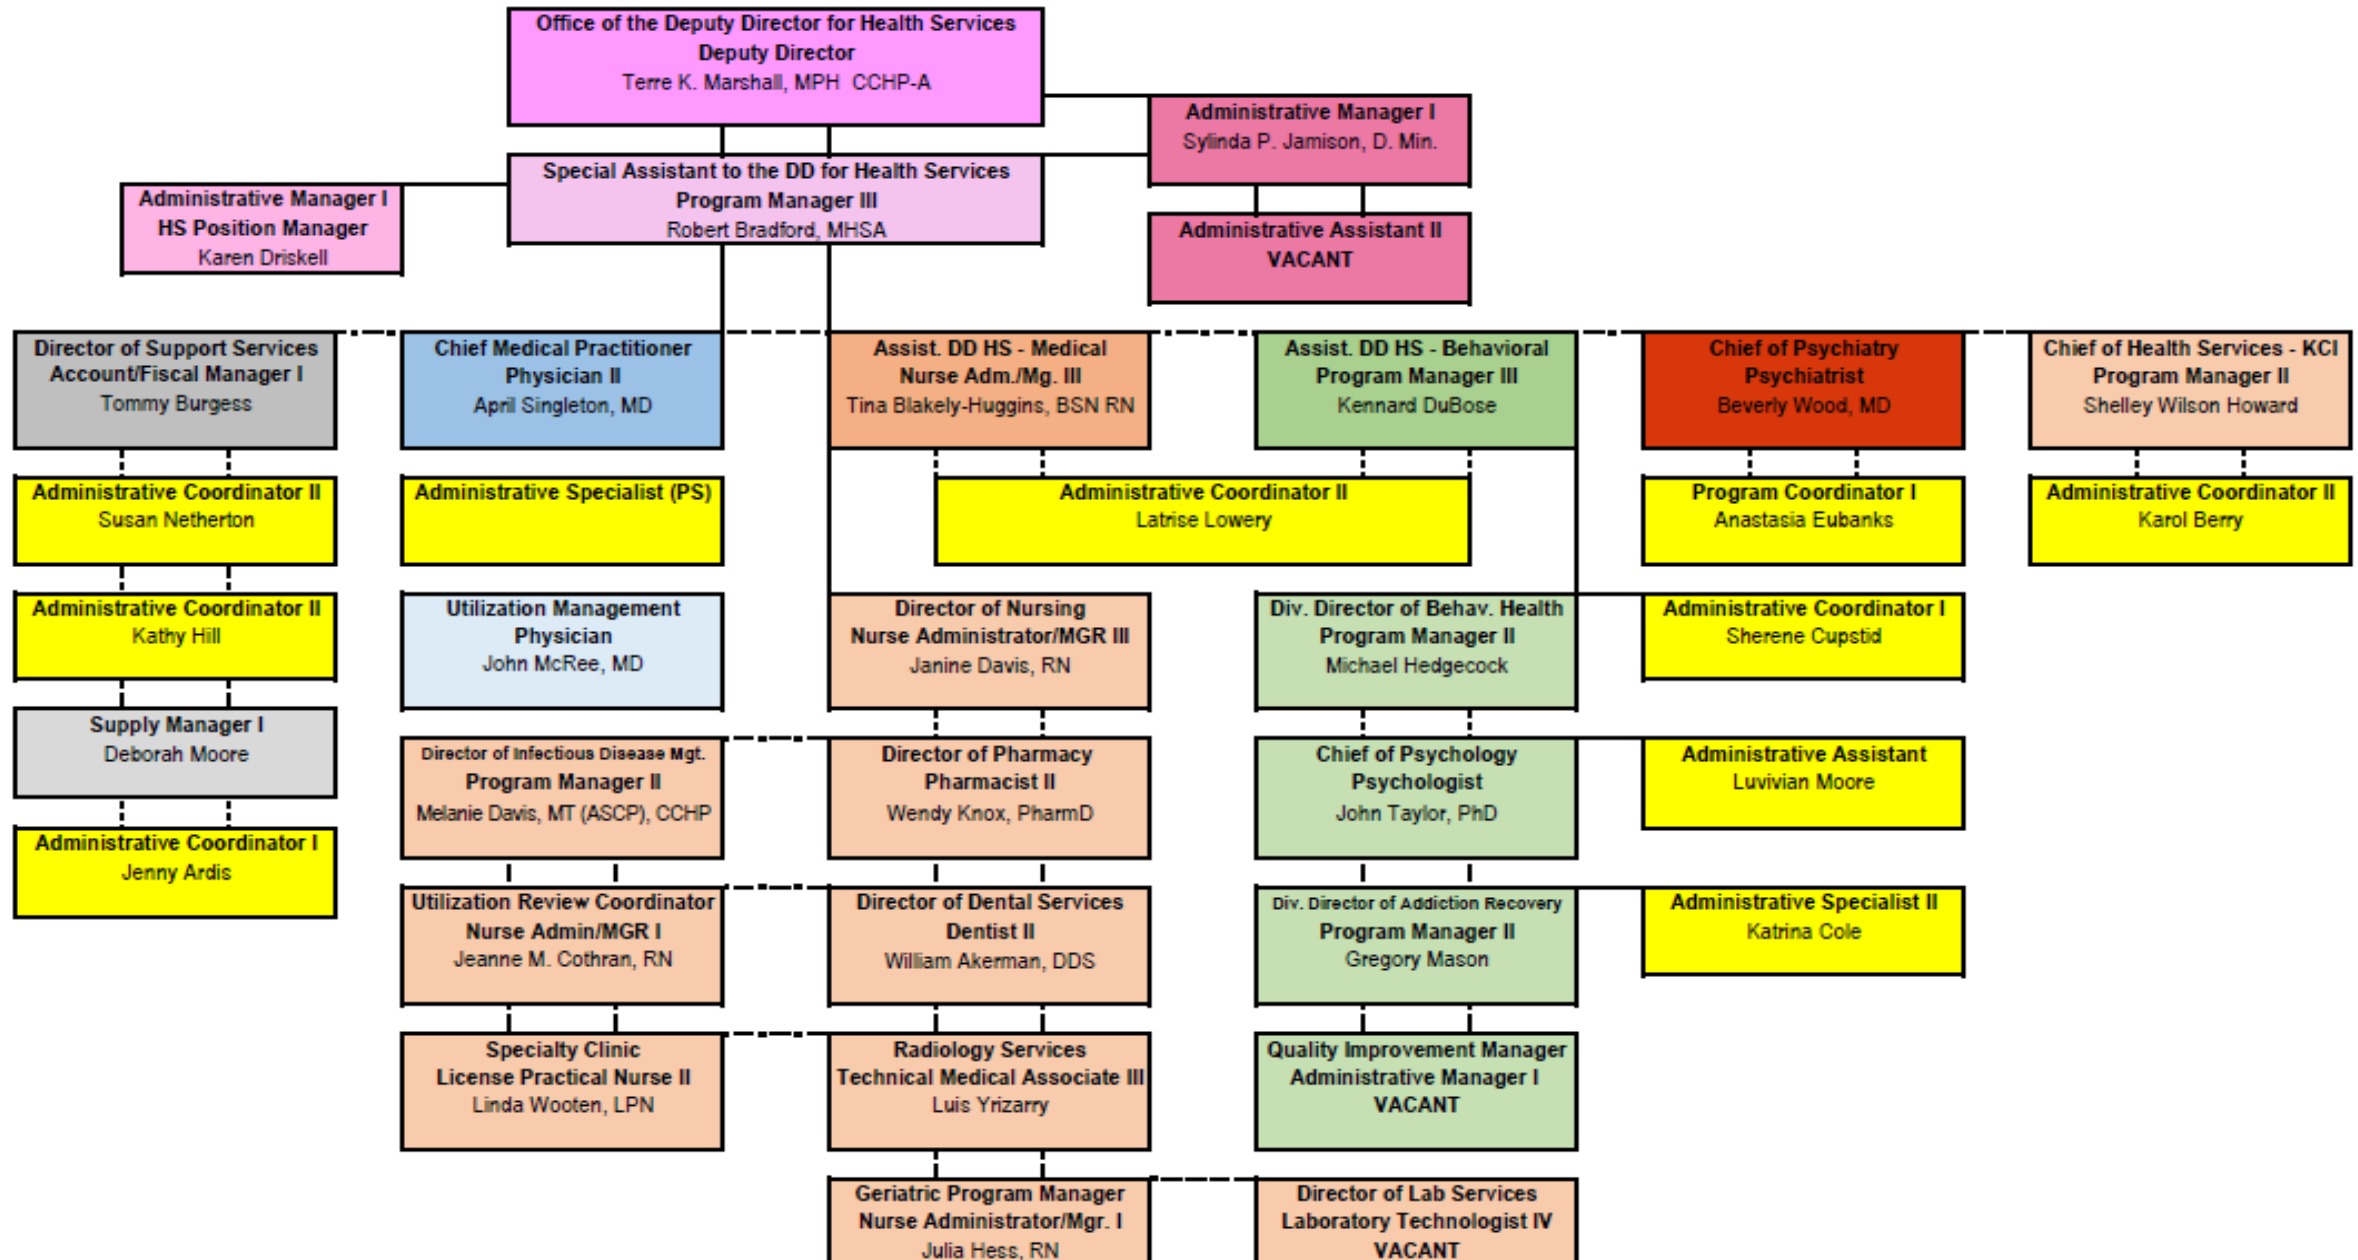 Office of the Deputy Director for Health Services
Deputy Director
Terre K. Marshall, MPH CCHP-A
Administrative Manager I
Sylinda P. Jamison, D. Min.
Special Assistant to the DD for Health Services
Program Manager III
Robert Bradford, MHSA
Administrative Manager I
HS Position Manager
Karen Driskell
Administrative Assistant II
VACANT
Director of Support Services
Account/Fiscal Manager I
Tommy Burgess
Chief Medical Practitioner
Physician II
April Singleton, MD
Assist. DD HS - Medical
Nurse Adm./Mg. III
Tina Blakely-Huggins, BSN RN
Assist. DD HS - Behavioral
Program Manager III
Kennard DuBose
Chief of Psychiatry
Psychiatrist
Beverly Wood, MD
Chief of Health Services - KCI
Program Manager II
Shelley Wilson Howard
Administrative Coordinator II
Susan Netherton
Administrative Specialist (PS)
Administrative Coordinator II
Latrise Lowery
Program Coordinator I
Anastasia Eubanks
Administrative Coordinator II
Karol Berry
Administrative Coordinator II
Kathy Hill
Utilization Management
Physician
John McRee, MD
Director of Nursing
Nurse Administrator/MGR III
Janine Davis, RN
Div. Director of Behav. Health
Program Manager II
Michael Hedgecock
Administrative Coordinator I
Sherene Cupstid
Supply Manager I
Deborah Moore
Director of Infectious Disease Mgt.
Program Manager II
Melanie Davis, MT (ASCP), CCHP
Director of Pharmacy
Pharmacist II
Wendy Knox, PharmD
Chief of Psychology
Psychologist
John Taylor, PhD
Administrative Assistant
Luvivian Moore
Administrative Coordinator I
Jenny Ardis
Utilization Review Coordinator
Nurse Admin/MGR I
Jeanne M. Cothran, RN
Director of Dental Services
Dentist II
William Akerman, DDS
Div. Director of Addiction Recovery
Program Manager II
Gregory Mason
Administrative Specialist II
Katrina Cole
Specialty Clinic
License Practical Nurse II
Linda Wooten, LPN
Radiology Services
Technical Medical Associate III
Luis Yrizarry
Quality Improvement Manager
Administrative Manager I
VACANT
Geriatric Program Manager
Nurse Administrator/Mgr. I
Julia Hess, RN
Director of Lab Services
Laboratory Technologist IV
VACANT